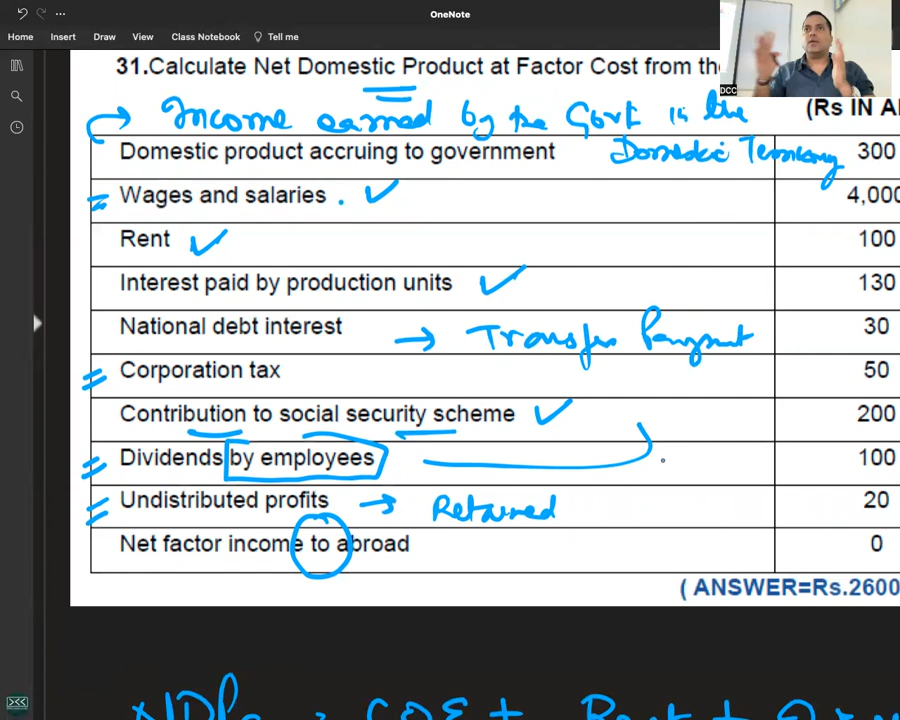 OneNote
Home Insert Draw View Class Notebook Tell me
DCC
31.Calculate Net Domestic Product at Factor Cost from the
(Rs IN A
Income earned by the Govt in the
Domestic Territory
Domestic product accruing to government 300
Wages and salaries 4,000
Rent 100
Interest paid by production units 130
National debt interest → Transfer Payment 30
Corporation tax 50
Contribution to social security scheme 200
Dividends by employees 100
Undistributed profits → Retained 20
Net factor income to abroad 0
( ANSWER=Rs.2600
= COE + Rent +